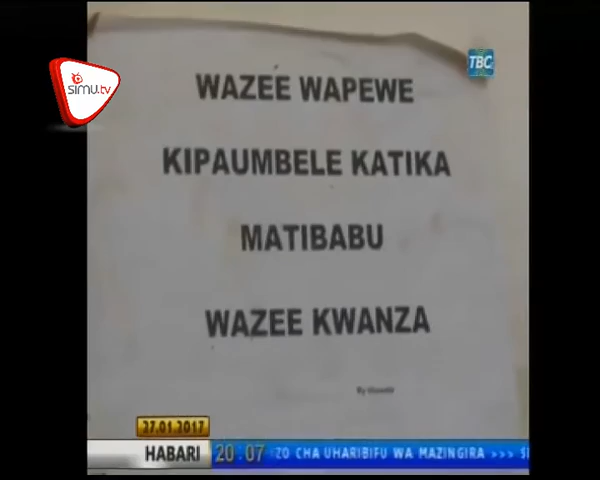 SIMU.tv
TBC
WAZEE WAPEWE
KIPAUMBELE KATIKA
MATIBABU
WAZEE KWANZA
27.01.2017
HABARI 20:07 ZO CHA UHARIBIFU WA MAZINGIRA >>>